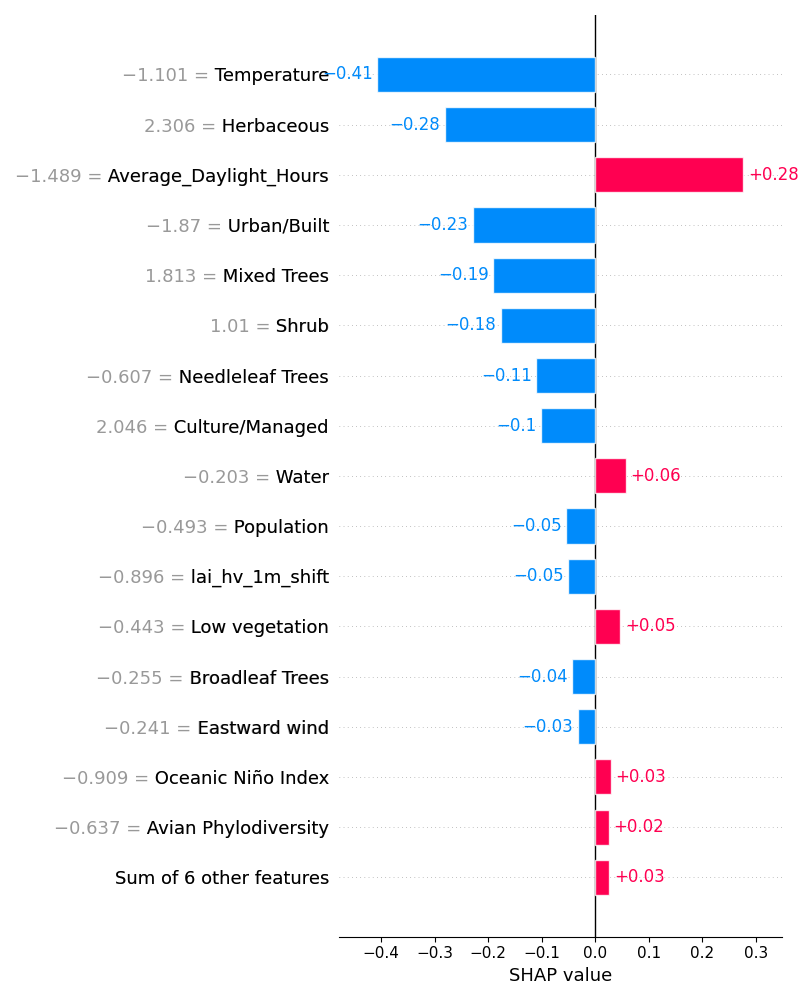 −1.101 = Temperature −0.41
2.306 = Herbaceous −0.28
−1.489 = Average_Daylight_Hours +0.28
−1.87 = Urban/Built −0.23
1.813 = Mixed Trees −0.19
1.01 = Shrub −0.18
−0.607 = Needleleaf Trees −0.11
2.046 = Culture/Managed −0.1
−0.203 = Water +0.06
−0.493 = Population −0.05
−0.896 = lai_hv_1m_shift −0.05
−0.443 = Low vegetation +0.05
−0.255 = Broadleaf Trees −0.04
−0.241 = Eastward wind −0.03
−0.909 = Oceanic Niño Index +0.03
−0.637 = Avian Phylodiversity +0.02
Sum of 6 other features +0.03
−0.4 −0.3 −0.2 −0.1 0.0 0.1 0.2 0.3
SHAP value